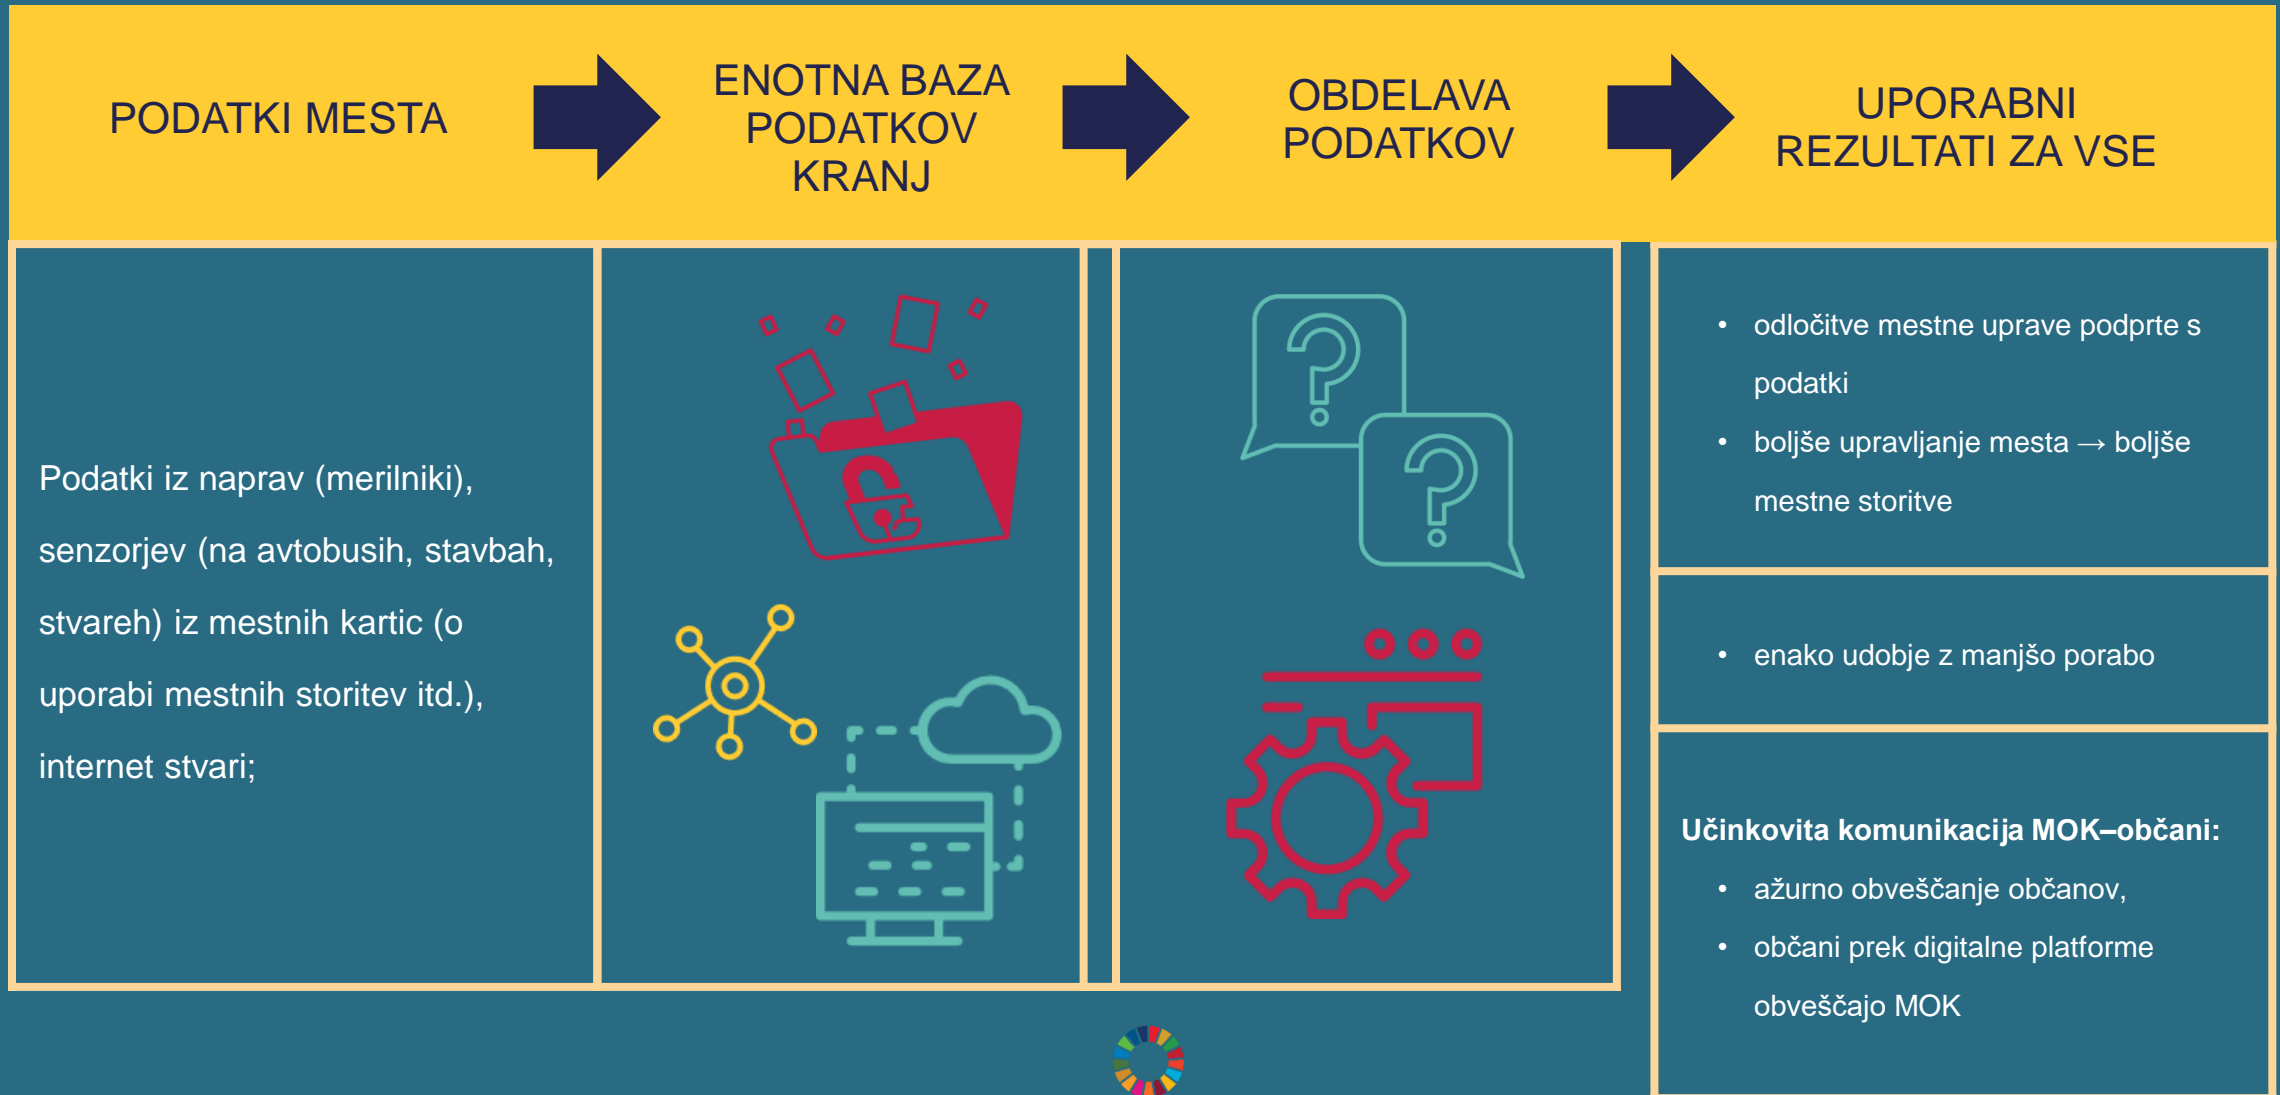 PODATKI MESTA
ENOTNA BAZA
PODATKOV
KRANJ
OBDELAVA
PODATKOV
UPORABNI
REZULTATI ZA VSE
Podatki iz naprav (merilniki),
senzorjev (na avtobusih, stavbah,
stvareh) iz mestnih kartic (o
uporabi mestnih storitev itd.),
internet stvari;
? 
?
• odločitve mestne uprave podprte s
podatki
• boljše upravljanje mesta → boljše
mestne storitve
• enako udobje z manjšo porabo
Učinkovita komunikacija MOK–občani:
• ažurno obveščanje občanov,
• občani prek digitalne platforme
obveščajo MOK